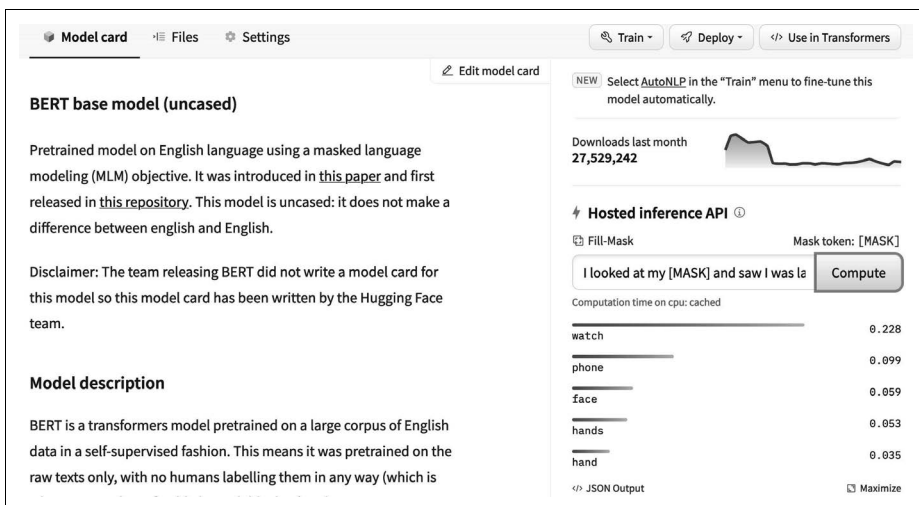 Model card Files Settings
Train Deploy </> Use in Transformers
Edit model card
BERT base model (uncased)
Pretrained model on English language using a masked language
modeling (MLM) objective. It was introduced in this paper and first
released in this repository. This model is uncased: it does not make a
difference between english and English.
Disclaimer: The team releasing BERT did not write a model card for
this model so this model card has been written by the Hugging Face
team.
Model description
BERT is a transformers model pretrained on a large corpus of English
data in a self-supervised fashion. This means it was pretrained on the
raw texts only, with no humans labelling them in any way (which is
NEW Select AutoNLP in the “Train” menu to fine-tune this
model automatically.
Downloads last month
27,529,242
Hosted inference API
Fill-Mask Mask token: [MASK]
I looked at my [MASK] and saw I was la Compute
Computation time on cpu: cached
watch 0.228
phone 0.099
face 0.059
hands 0.053
hand 0.035
</> JSON Output Maximize